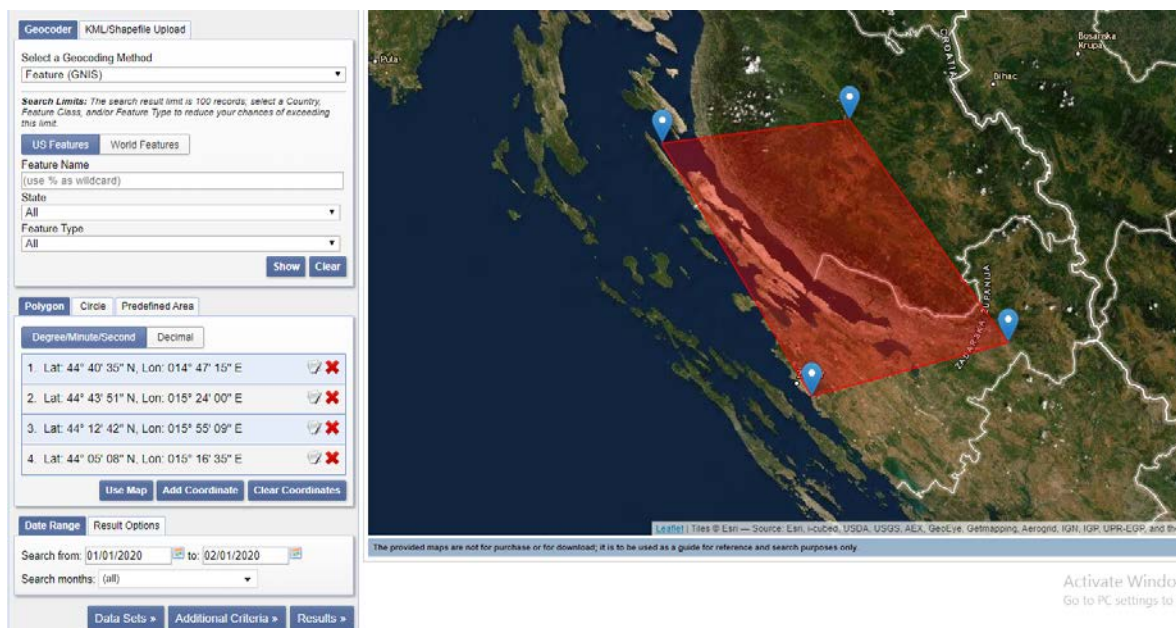 Geocoder KML/Shapefile Upload
Select a Geocoding Method
Feature (GNIS)
Search Limits: The search result limit is 100 records; select a Country,
Feature Class, and/or Feature Type to reduce your chances of exceeding
this limit.
US Features World Features
Feature Name
(use % as wildcard)
State
All
Feature Type
All
Show Clear
Polygon Circle Predefined Area
Degree/Minute/Second Decimal
1. Lat: 44° 40' 35" N, Lon: 014° 47' 15" E
2. Lat: 44° 43' 51" N, Lon: 015° 24' 00" E
3. Lat: 44° 12' 42" N, Lon: 015° 55' 09" E
4. Lat: 44° 05' 08" N, Lon: 015° 16' 35" E
Use Map Add Coordinate Clear Coordinates
Date Range Result Options
Search from: 01/01/2020 to: 02/01/2020
Search months: (all)
Data Sets » Additional Criteria » Results »
Pula
CROATIA
Bosanska
Krupa
Bihac
ZADARSKA ZUPANIJA
Leaflet | Tiles © Esri — Source: Esri, i-cubed, USDA, USGS, AEX, GeoEye, Getmapping, Aerogrid, IGN, IGP, UPR-EGP, and the
The provided maps are not for purchase or for download; it is to be used as a guide for reference and search purposes only.
Activate Windo
Go to PC settings to